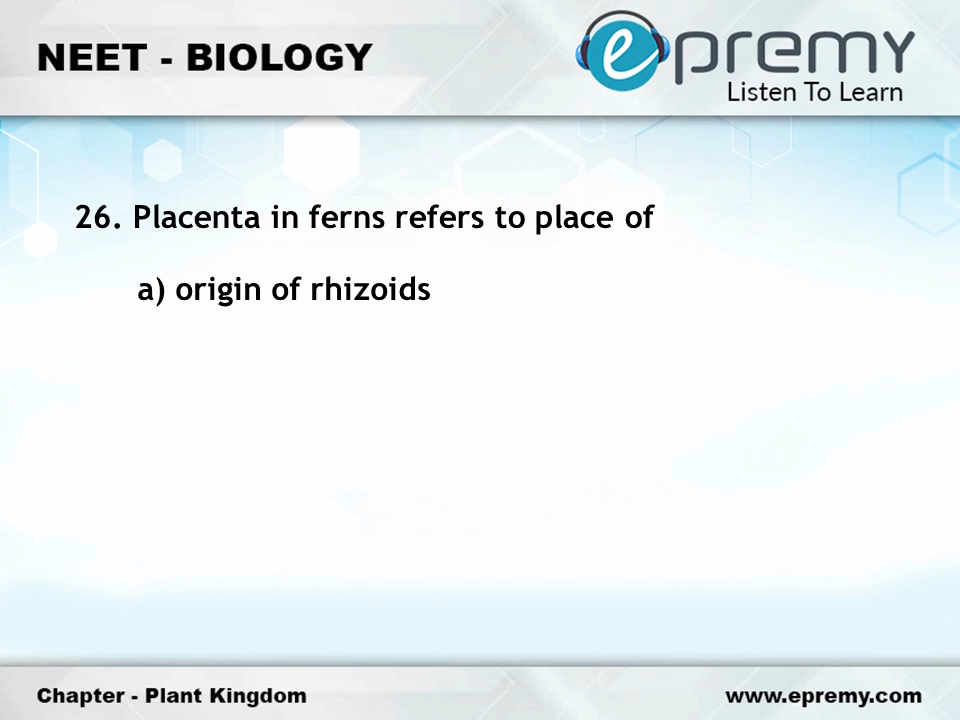 NEET - BIOLOGY
epremy
Listen To Learn
26. Placenta in ferns refers to place of
a) origin of rhizoids
Chapter - Plant Kingdom
www.epremy.com